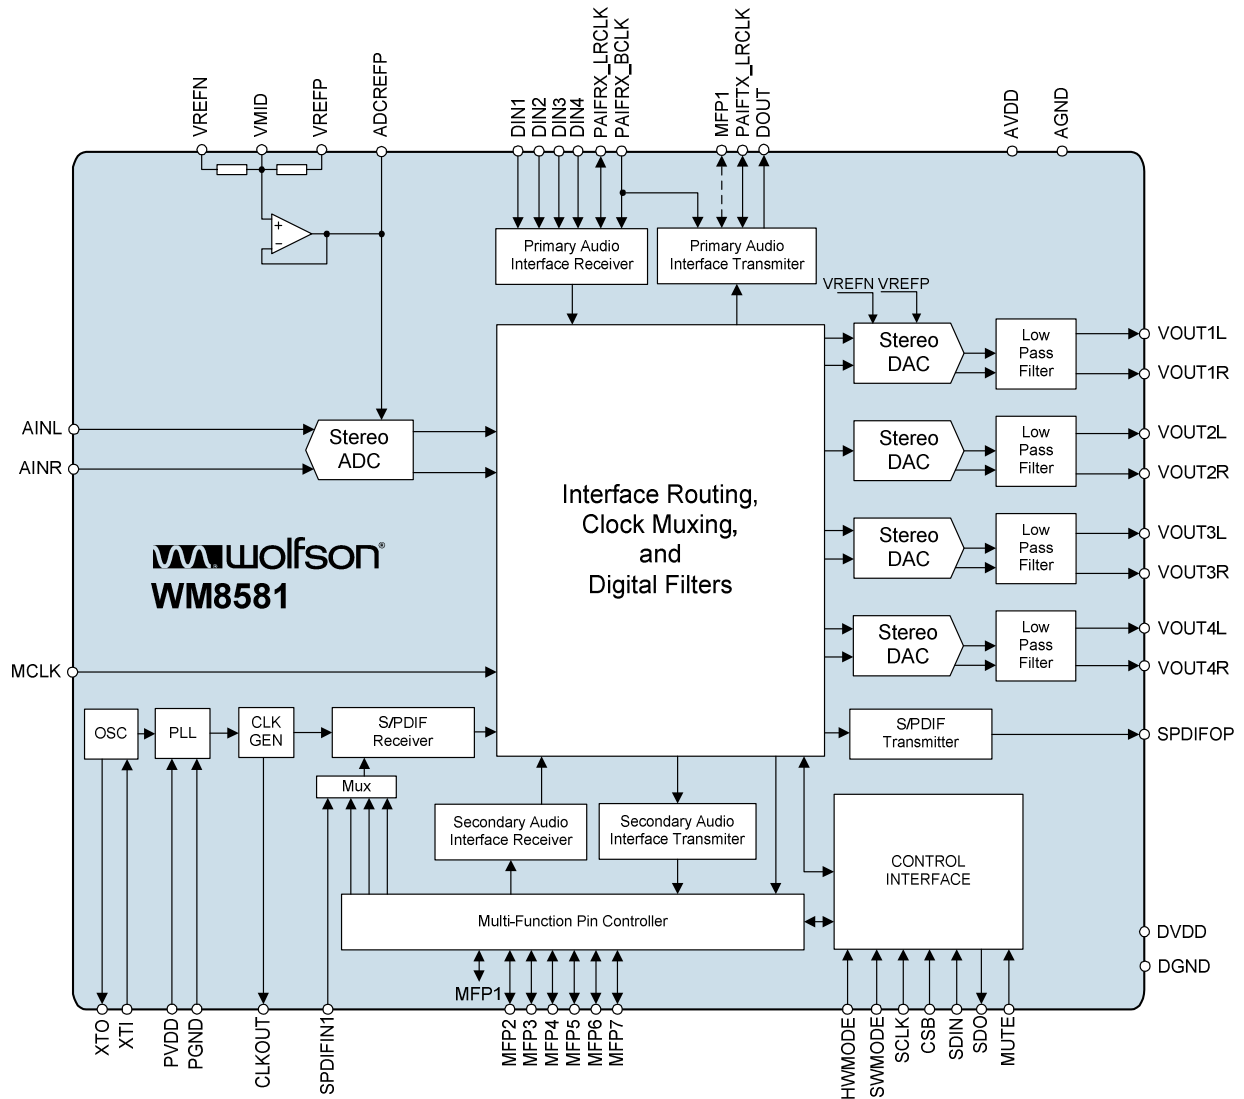 VREFN
VMID
VREFP
ADCREFP
DIN1
DIN2
DIN3
DIN4
PAIFRX_LRCLK
PAIFRX_BCLK
MFP1
PAIFTX_LRCLK
DOUT
AVDD
AGND
+
−
Primary Audio
Interface Receiver
Primary Audio
Interface Transmiter
VREFN VREFP
Stereo
DAC
Low
Pass
Filter
VOUT1L
VOUT1R
AINL
AINR
Stereo
ADC
Stereo
DAC
Low
Pass
Filter
VOUT2L
VOUT2R
Interface Routing,
Clock Muxing,
and
Digital Filters
wolfson®
WM8581
Stereo
DAC
Low
Pass
Filter
VOUT3L
VOUT3R
Stereo
DAC
Low
Pass
Filter
VOUT4L
VOUT4R
MCLK
OSC
PLL
CLK
GEN
S/PDIF
Receiver
S/PDIF
Transmitter
SPDIFOP
Mux
Secondary Audio
Interface Receiver
Secondary Audio
Interface Transmiter
CONTROL
INTERFACE
Multi-Function Pin Controller
DVDD
DGND
MFP1
XTO
XTI
PVDD
PGND
CLKOUT
SPDIFIN1
MFP2
MFP3
MFP4
MFP5
MFP6
MFP7
HWMODE
SWMODE
SCLK
CSB
SDIN
SDO
MUTE